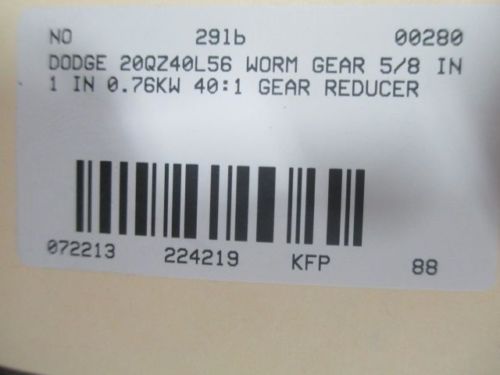 NO 291b 00280
DODGE 20QZ40L56 WORM GEAR 5/8 IN
1 IN 0.76KW 40:1 GEAR REDUCER
072213 224219 KFP 88